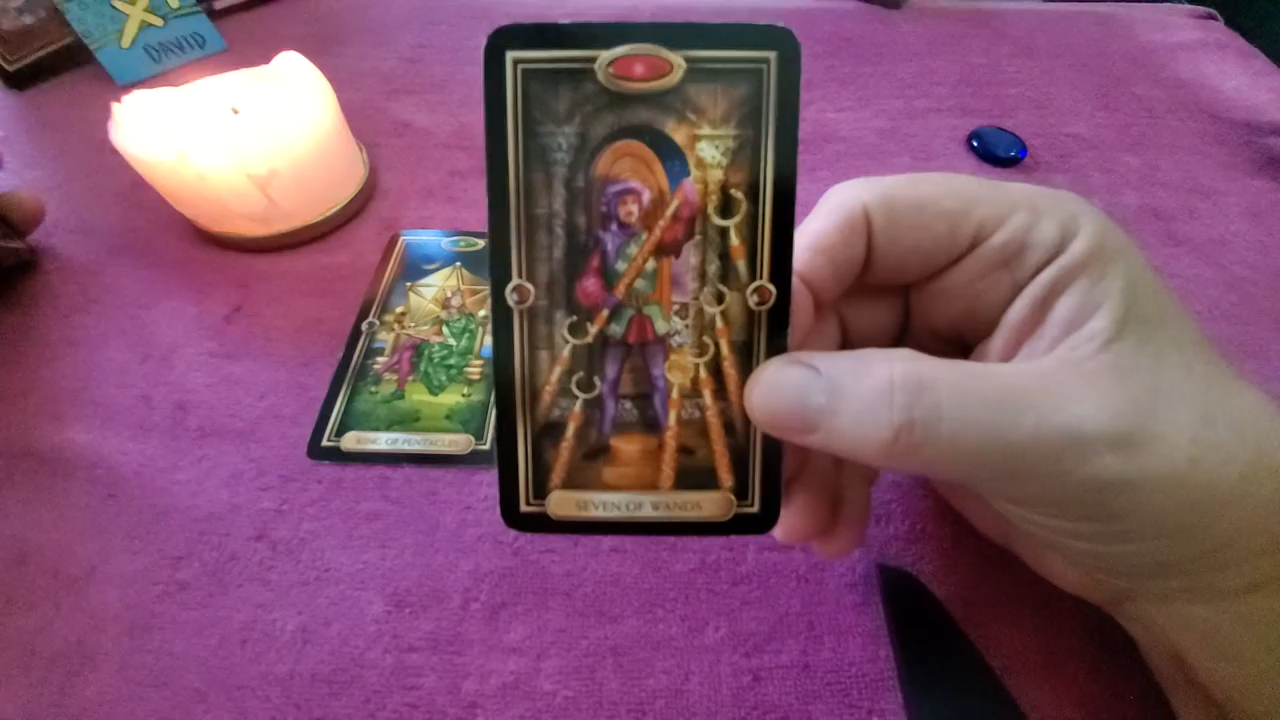 DAVID
SEVEN OF WANDS
KING OF PENTACLES